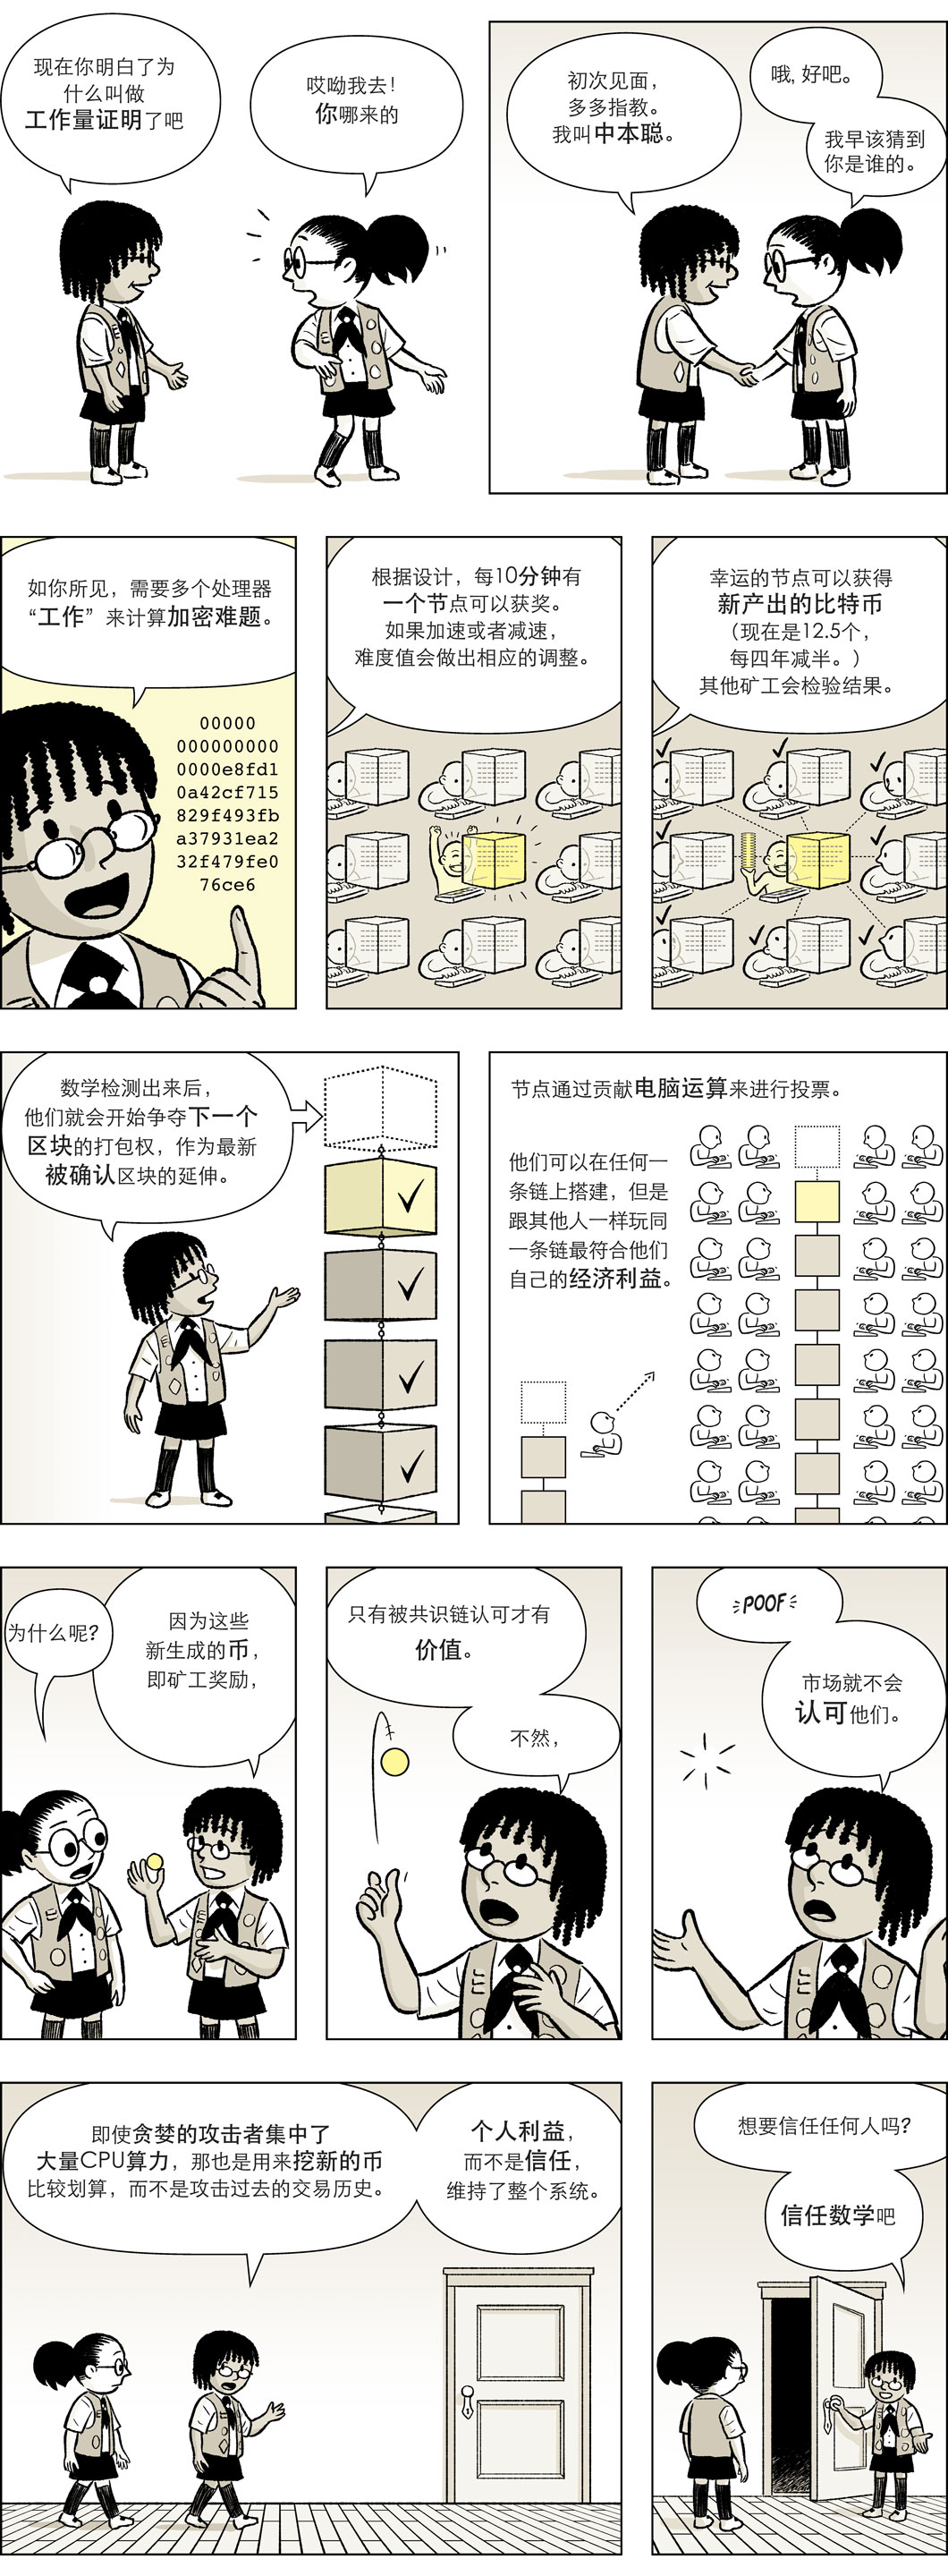 现在你明白了为
什么叫做
工作量证明了吧
哎呦我去！
你哪来的
初次见面，
多多指教。
我叫中本聪。
哦, 好吧。
我早该猜到
你是谁的。
如你所见，需要多个处理器
“工作”来计算加密难题。
00000
000000000
0000e8fd1
0a42cf715
829f493fb
a37931ea2
32f479fe0
76ce6
根据设计，每10分钟有
一个节点可以获奖。
如果加速或者减速，
难度值会做出相应的调整。
幸运的节点可以获得
新产出的比特币
（现在是12.5个，
每四年减半。）
其他矿工会检验结果。
数学检测出来后，
他们就会开始争夺下一个
区块的打包权，作为最新
被确认区块的延伸。
节点通过贡献电脑运算来进行投票。
他们可以在任何一
条链上搭建，但是
跟其他人一样玩同
一条链最符合他们
自己的经济利益。
为什么呢?
因为这些
新生成的币，
即矿工奖励，
只有被共识链认可才有
价值。
不然，
POOF
市场就不会
认可他们。
即使贪婪的攻击者集中了
大量CPU算力，那也是用来挖新的币
比较划算，而不是攻击过去的交易历史。
个人利益，
而不是信任，
维持了整个系统。
想要信任任何人吗?
信任数学吧